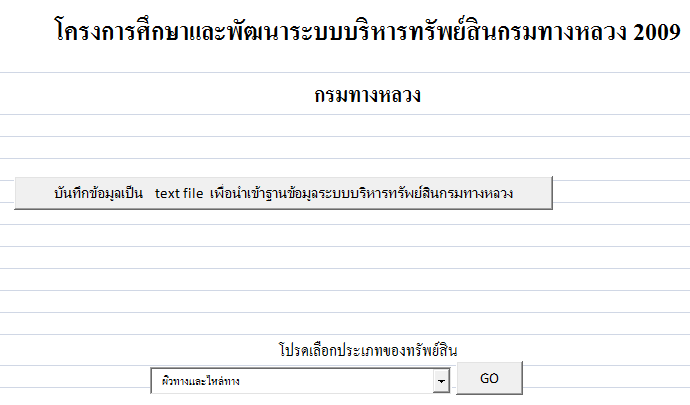 โครงการศึกษาและพัฒนาระบบบริหารทรัพย์สินกรมทางหลวง 2009
กรมทางหลวง
บันทึกข้อมูลเป็น text file เพื่อนำเข้าฐานข้อมูลระบบบริหารทรัพย์สินกรมทางหลวง
โปรดเลือกประเภทของทรัพย์สิน
ผิวทางและไหล่ทาง GO